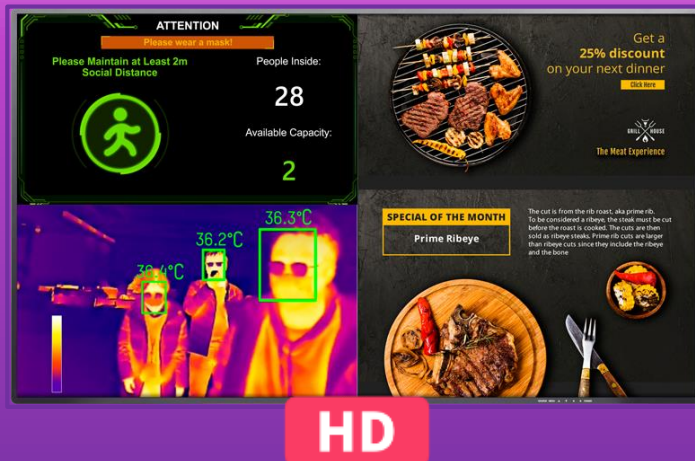 ATTENTION
Please wear a mask!
Please Maintain at Least 2m
Social Distance
People Inside:
28
Available Capacity:
2
Get a
25% discount
on your next dinner
Click Here
GRILL HOUSE
The Meat Experience
36.3°C
36.2°C
38.4°C
SPECIAL OF THE MONTH
Prime Ribeye
The cut is from the rib roast, aka prime rib.
To be considered a ribeye, the steak must be cut
before the roast is cooked. The cuts are then
sold as ribeye steaks. Prime rib cuts are larger
than ribeye cuts since they include the ribeye
and the bone
HD